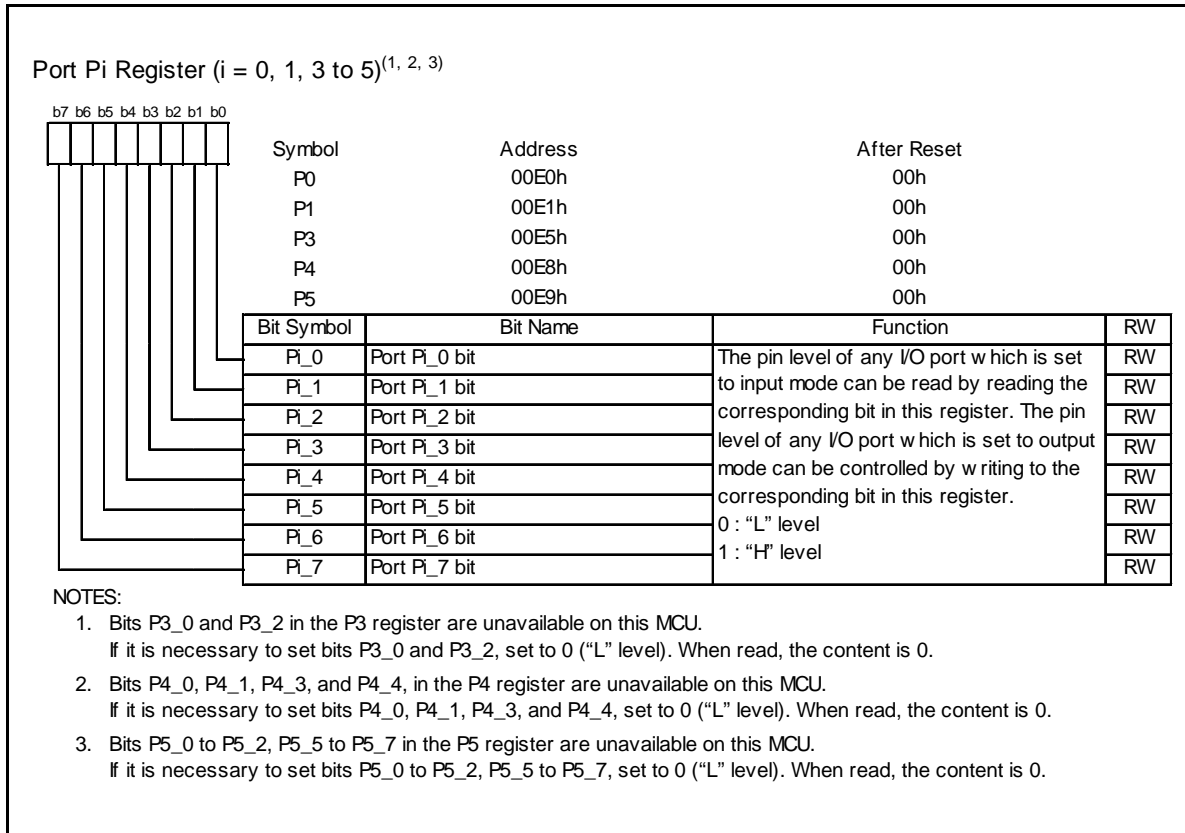 Port Pi Register (i = 0, 1, 3 to 5)(1, 2, 3)
b7 b6 b5 b4 b3 b2 b1 b0
Symbol Address After Reset
P0 00E0h 00h
P1 00E1h 00h
P3 00E5h 00h
P4 00E8h 00h
P5 00E9h 00h
Bit Symbol Bit Name Function RW
Pi_0 Port Pi_0 bit The pin level of any I/O port which is set RW
Pi_1 Port Pi_1 bit to input mode can be read by reading the RW
Pi_2 Port Pi_2 bit corresponding bit in this register. The pin RW
Pi_3 Port Pi_3 bit level of any I/O port which is set to output RW
Pi_4 Port Pi_4 bit mode can be controlled by writing to the RW
Pi_5 Port Pi_5 bit corresponding bit in this register. RW
Pi_6 Port Pi_6 bit 0 : “L” level RW
Pi_7 Port Pi_7 bit 1 : “H” level RW
NOTES:
1. Bits P3_0 and P3_2 in the P3 register are unavailable on this MCU.
If it is necessary to set bits P3_0 and P3_2, set to 0 (“L” level). When read, the content is 0.
2. Bits P4_0, P4_1, P4_3, and P4_4, in the P4 register are unavailable on this MCU.
If it is necessary to set bits P4_0, P4_1, P4_3, and P4_4, set to 0 (“L” level). When read, the content is 0.
3. Bits P5_0 to P5_2, P5_5 to P5_7 in the P5 register are unavailable on this MCU.
If it is necessary to set bits P5_0 to P5_2, P5_5 to P5_7, set to 0 (“L” level). When read, the content is 0.